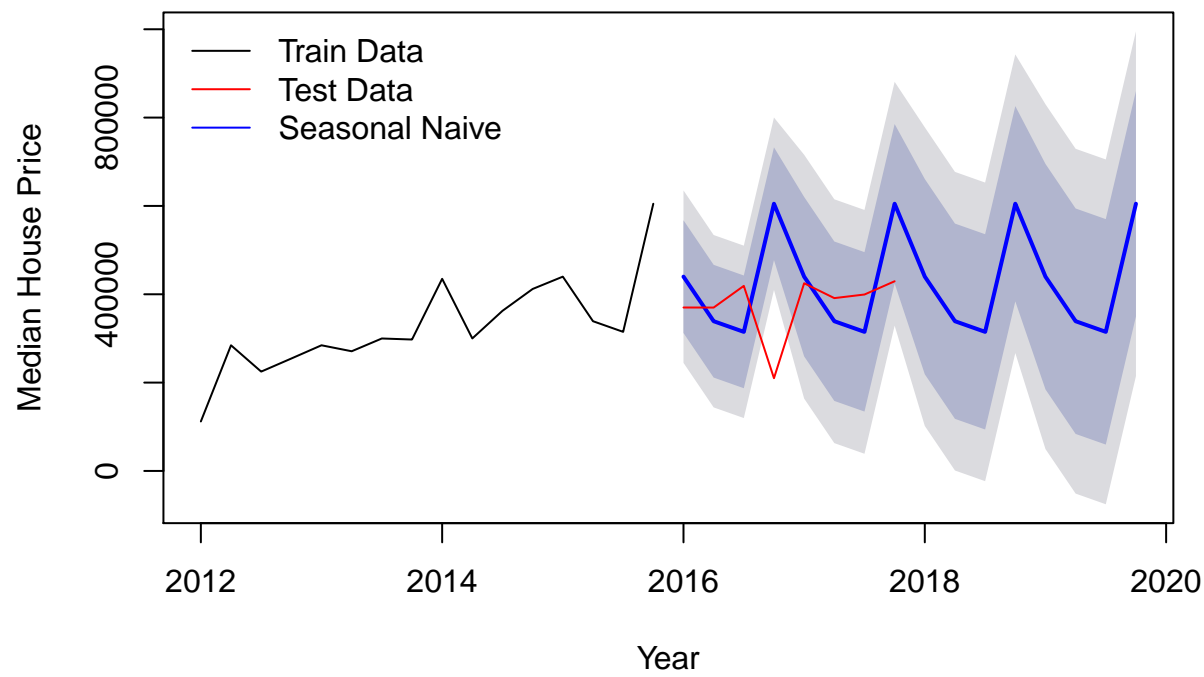 Train Data
Test Data
Seasonal Naive
Median House Price
800000
400000
0
2012 2014 2016 2018 2020
Year